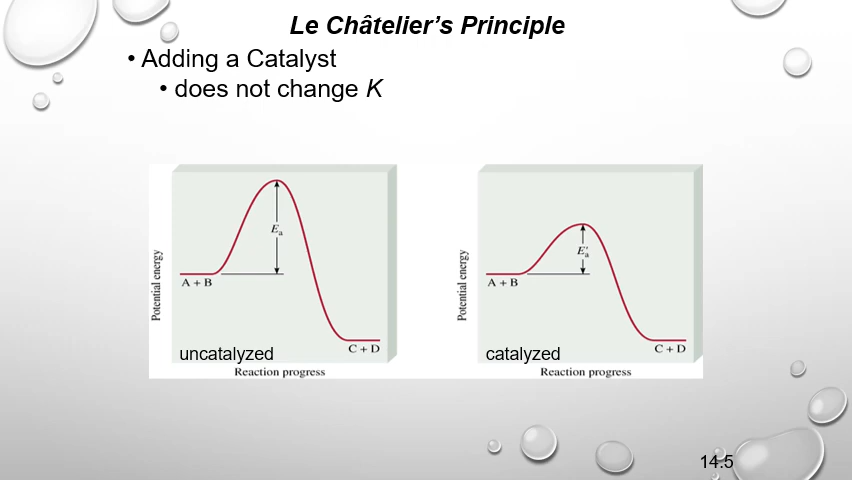 Le Châtelier's Principle
• Adding a Catalyst
• does not change K
Potential energy
Ea
A + B
uncatalyzed
C + D
Reaction progress
Potential energy
E'a
A + B
catalyzed
C + D
Reaction progress
14.5